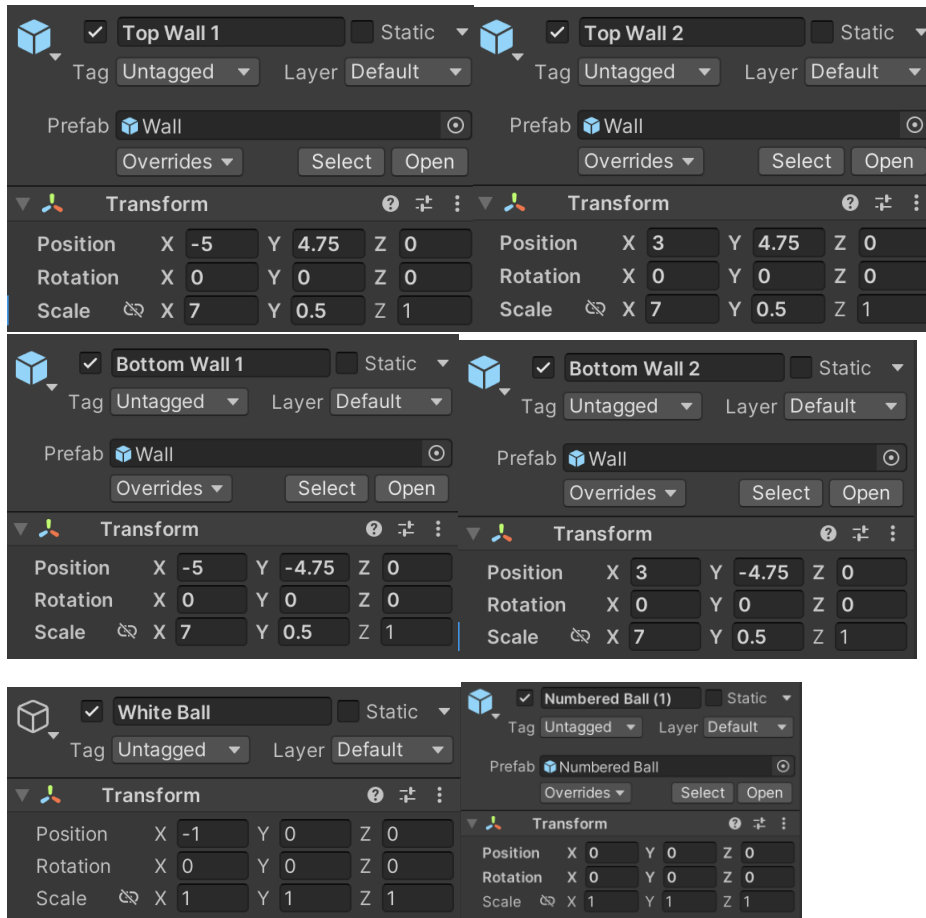 Top Wall 1 Static
Tag Untagged Layer Default
Prefab Wall
Overrides Select Open
Transform
Position X -5 Y 4.75 Z 0
Rotation X 0 Y 0 Z 0
Scale X 7 Y 0.5 Z 1
Top Wall 2 Static
Tag Untagged Layer Default
Prefab Wall
Overrides Select Open
Transform
Position X 3 Y 4.75 Z 0
Rotation X 0 Y 0 Z 0
Scale X 7 Y 0.5 Z 1
Bottom Wall 1 Static
Tag Untagged Layer Default
Prefab Wall
Overrides Select Open
Transform
Position X -5 Y -4.75 Z 0
Rotation X 0 Y 0 Z 0
Scale X 7 Y 0.5 Z 1
Bottom Wall 2 Static
Tag Untagged Layer Default
Prefab Wall
Overrides Select Open
Transform
Position X 3 Y -4.75 Z 0
Rotation X 0 Y 0 Z 0
Scale X 7 Y 0.5 Z 1
White Ball Static
Tag Untagged Layer Default
Transform
Position X -1 Y 0 Z 0
Rotation X 0 Y 0 Z 0
Scale X 1 Y 1 Z 1
Numbered Ball (1) Static
Tag Untagged Layer Default
Prefab Numbered Ball
Overrides Select Open
Transform
Position X 0 Y 0 Z 0
Rotation X 0 Y 0 Z 0
Scale X 1 Y 1 Z 1